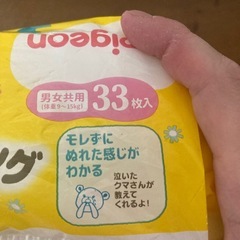 Pigeon
男女共用
(体重9~15kg)
33枚入
ング
モレずに
ぬれた感じが
わかる
泣いた
クマさんが
教えて
くれるよ!